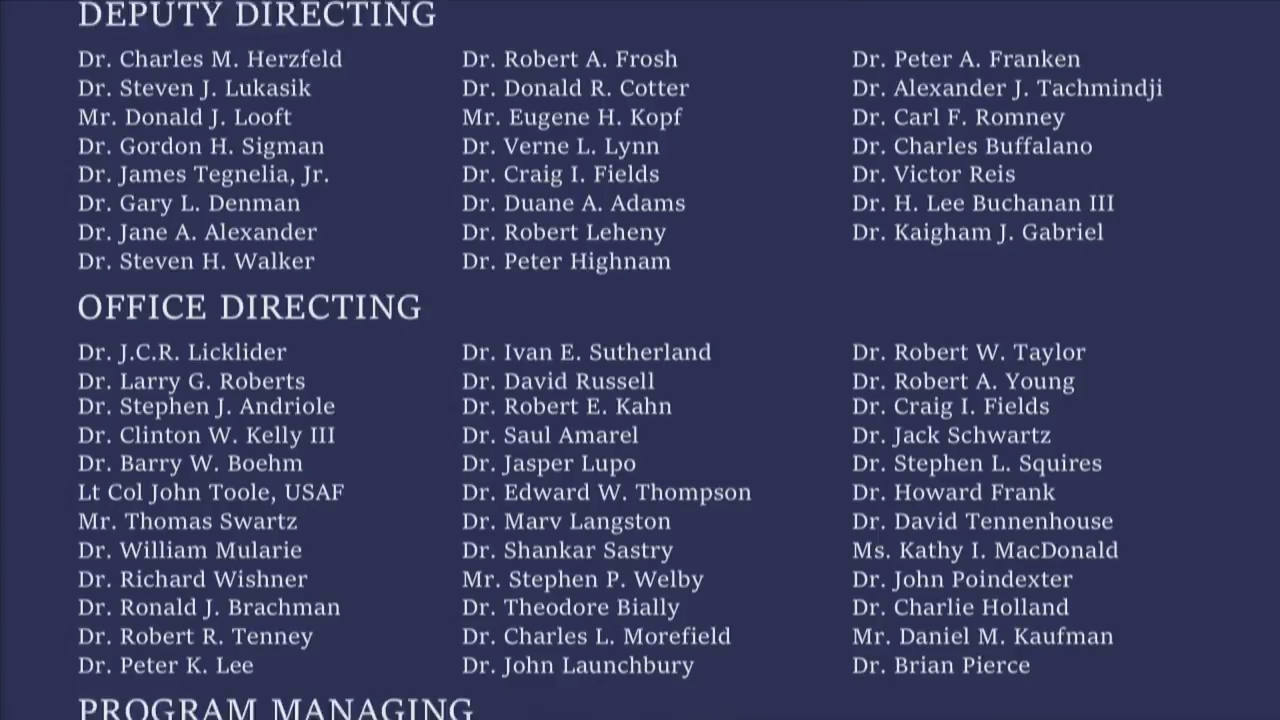 DEPUTY DIRECTING
Dr. Charles M. Herzfeld Dr. Robert A. Frosh Dr. Peter A. Franken
Dr. Steven J. Lukasik Dr. Donald R. Cotter Dr. Alexander J. Tachmindji
Mr. Donald J. Looft Mr. Eugene H. Kopf Dr. Carl F. Romney
Dr. Gordon H. Sigman Dr. Verne L. Lynn Dr. Charles Buffalano
Dr. James Tegnelia, Jr. Dr. Craig I. Fields Dr. Victor Reis
Dr. Gary L. Denman Dr. Duane A. Adams Dr. H. Lee Buchanan III
Dr. Jane A. Alexander Dr. Robert Leheny Dr. Kaigham J. Gabriel
Dr. Steven H. Walker Dr. Peter Highnam
OFFICE DIRECTING
Dr. J.C.R. Licklider Dr. Ivan E. Sutherland Dr. Robert W. Taylor
Dr. Larry G. Roberts Dr. David Russell Dr. Robert A. Young
Dr. Stephen J. Andriole Dr. Robert E. Kahn Dr. Craig I. Fields
Dr. Clinton W. Kelly III Dr. Saul Amarel Dr. Jack Schwartz
Dr. Barry W. Boehm Dr. Jasper Lupo Dr. Stephen L. Squires
Lt Col John Toole, USAF Dr. Edward W. Thompson Dr. Howard Frank
Mr. Thomas Swartz Dr. Marv Langston Dr. David Tennenhouse
Dr. William Mularie Dr. Shankar Sastry Ms. Kathy I. MacDonald
Dr. Richard Wishner Mr. Stephen P. Welby Dr. John Poindexter
Dr. Ronald J. Brachman Dr. Theodore Bially Dr. Charlie Holland
Dr. Robert R. Tenney Dr. Charles L. Morefield Mr. Daniel M. Kaufman
Dr. Peter K. Lee Dr. John Launchbury Dr. Brian Pierce
PROGRAM MANAGING